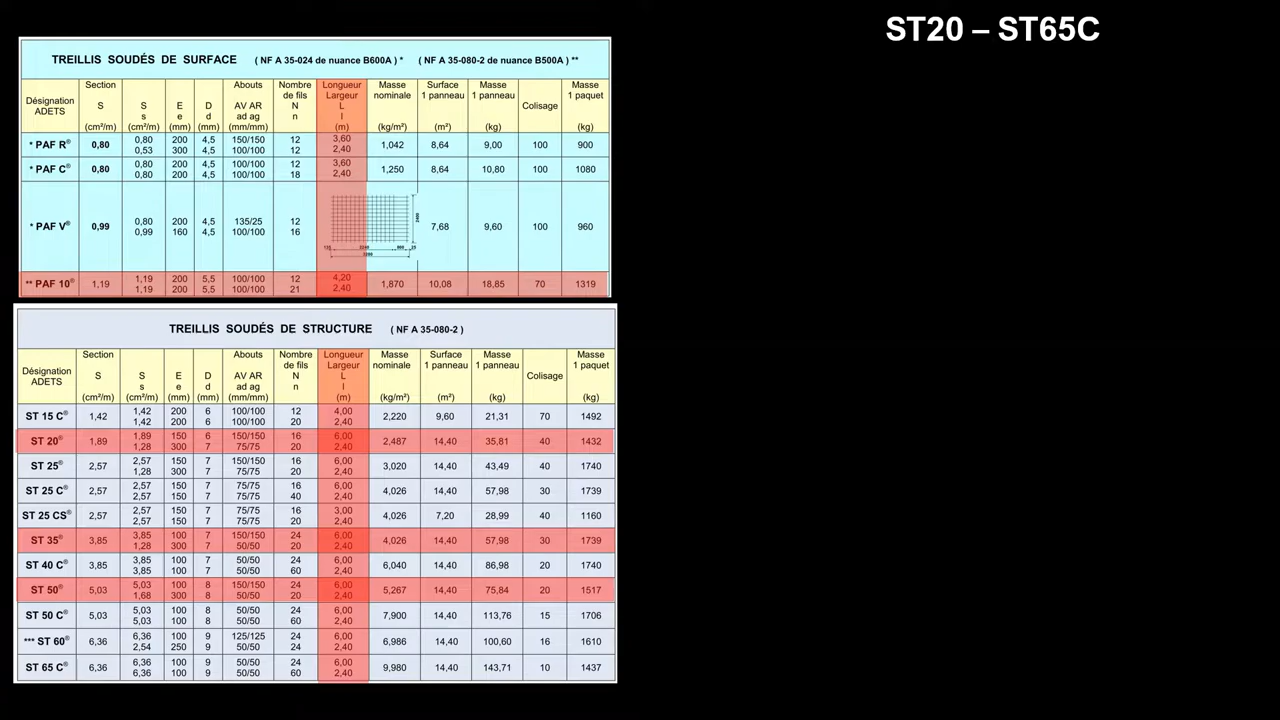 ST20 – ST65C
TREILLIS SOUDÉS DE SURFACE ( NF A 35-024 de nuance B600A ) * ( NF A 35-080-2 de nuance B500A ) **
Désignation ADETS Section S (cm²/m) S s (cm²/m) E e (mm) D d (mm) Abouts AV AR ad ag (mm/mm) Nombre de fils N n Longueur Largeur L l (m) Masse nominale (kg/m²) Surface 1 panneau (m²) Masse 1 panneau (kg) Colisage Masse 1 paquet (kg)
* PAF R® 0,80 0,80 0,53 200 300 4,5 4,5 150/150 100/100 12 12 3,60 2,40 1,042 8,64 9,00 100 900
* PAF C® 0,80 0,80 0,80 200 200 4,5 4,5 100/100 100/100 12 18 3,60 2,40 1,250 8,64 10,80 100 1080
* PAF V® 0,99 0,80 0,99 200 160 4,5 4,5 135/25 100/100 12 16 7,68 9,60 100 960
** PAF 10® 1,19 1,19 1,19 200 200 5,5 5,5 100/100 100/100 12 21 4,20 2,40 1,870 10,08 18,85 70 1319
TREILLIS SOUDÉS DE STRUCTURE ( NF A 35-080-2 )
Désignation ADETS Section S (cm²/m) S s (cm²/m) E e (mm) D d (mm) Abouts AV AR ad ag (mm/mm) Nombre de fils N n Longueur Largeur L l (m) Masse nominale (kg/m²) Surface 1 panneau (m²) Masse 1 panneau (kg) Colisage Masse 1 paquet (kg)
ST 15 C® 1,42 1,42 1,42 200 200 6 6 100/100 100/100 12 20 4,00 2,40 2,220 9,60 21,31 70 1492
ST 20® 1,89 1,89 1,28 150 300 6 7 150/150 75/75 16 20 6,00 2,40 2,487 14,40 35,81 40 1432
ST 25® 2,57 2,57 1,28 150 300 7 7 150/150 75/75 16 20 6,00 2,40 3,020 14,40 43,49 40 1740
ST 25 C® 2,57 2,57 2,57 150 150 7 7 75/75 75/75 16 40 6,00 2,40 4,026 14,40 57,98 30 1739
ST 25 CS® 2,57 2,57 2,57 150 150 7 7 75/75 75/75 16 20 3,00 2,40 4,026 7,20 28,99 40 1160
ST 35® 3,85 3,85 1,28 100 300 7 7 150/150 50/50 24 20 6,00 2,40 4,026 14,40 57,98 30 1739
ST 40 C® 3,85 3,85 3,85 100 100 7 7 50/50 50/50 24 60 6,00 2,40 6,040 14,40 86,98 20 1740
ST 50® 5,03 5,03 1,68 100 300 8 8 150/150 50/50 24 20 6,00 2,40 5,267 14,40 75,84 20 1517
ST 50 C® 5,03 5,03 5,03 100 100 8 8 50/50 50/50 24 60 6,00 2,40 7,900 14,40 113,76 15 1706
*** ST 60® 6,36 6,36 2,54 100 250 9 9 125/125 50/50 24 24 6,00 2,40 6,986 14,40 100,60 16 1610
ST 65 C® 6,36 6,36 6,36 100 100 9 9 50/50 50/50 24 60 6,00 2,40 9,980 14,40 143,71 10 1437